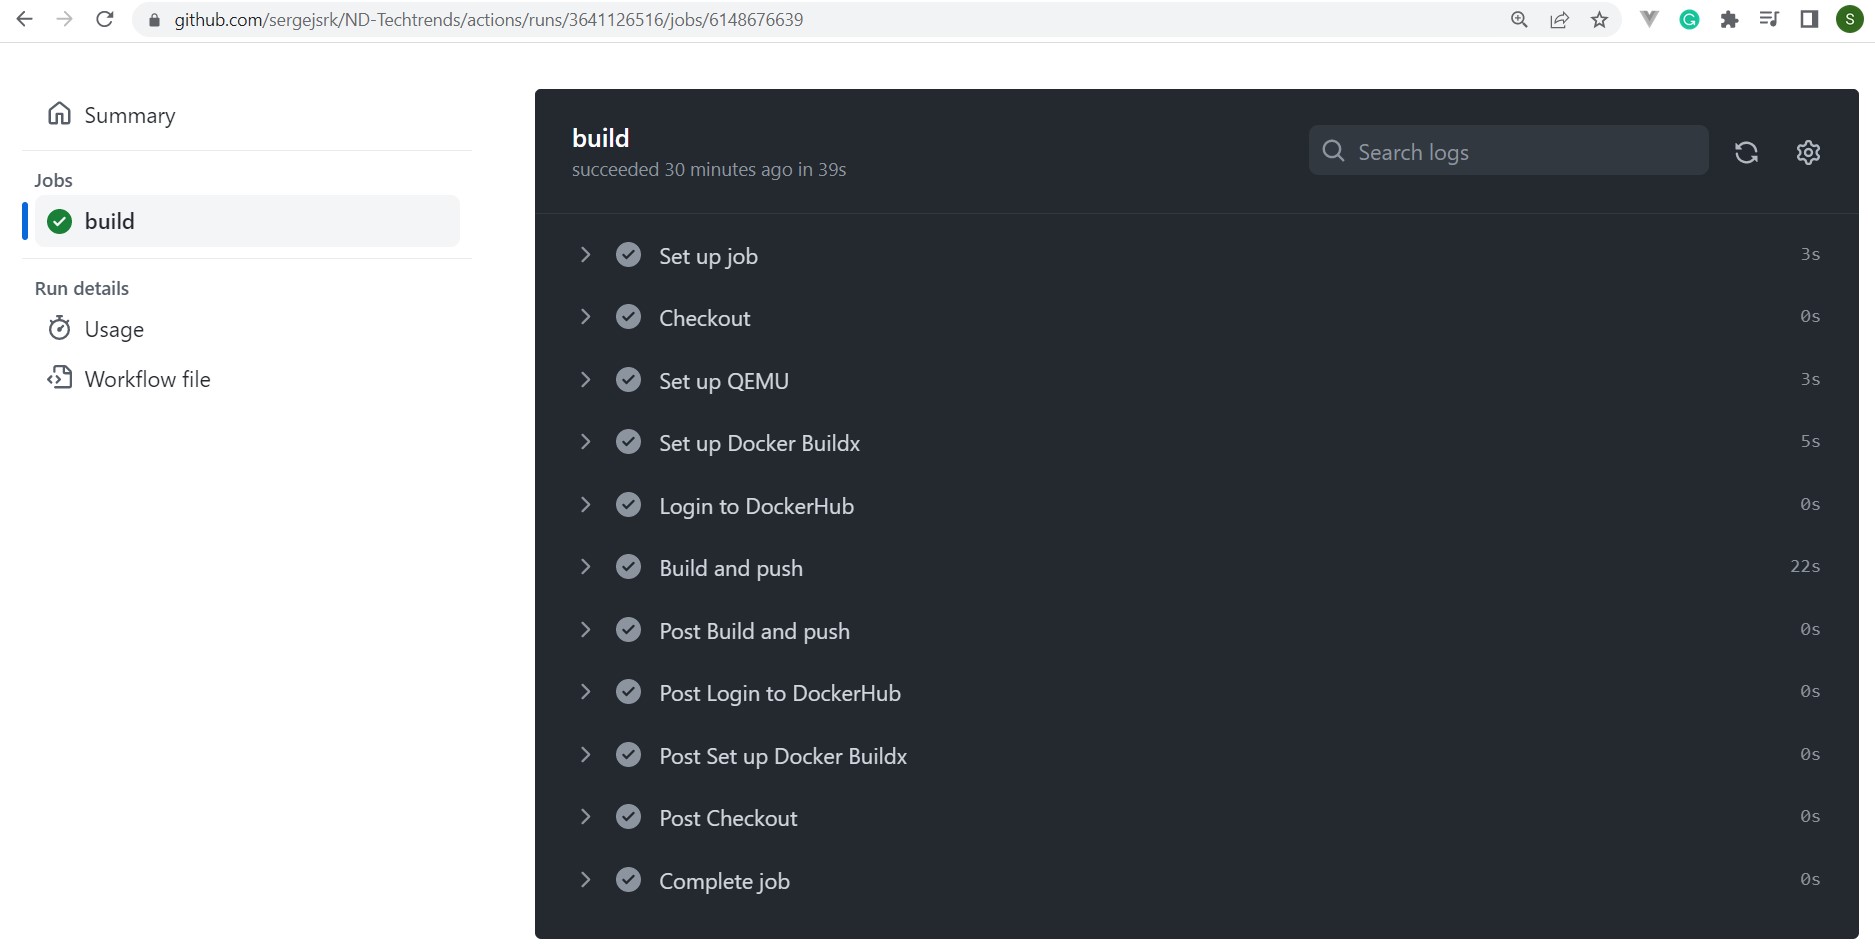 github.com/sergejsrk/ND-Techtrends/actions/runs/3641126516/jobs/6148676639
G
S
Summary
Jobs
build
Run details
Usage
Workflow file
build
succeeded 30 minutes ago in 39s
Search logs
Set up job 3s
Checkout 0s
Set up QEMU 3s
Set up Docker Buildx 5s
Login to DockerHub 0s
Build and push 22s
Post Build and push 0s
Post Login to DockerHub 0s
Post Set up Docker Buildx 0s
Post Checkout 0s
Complete job 0s